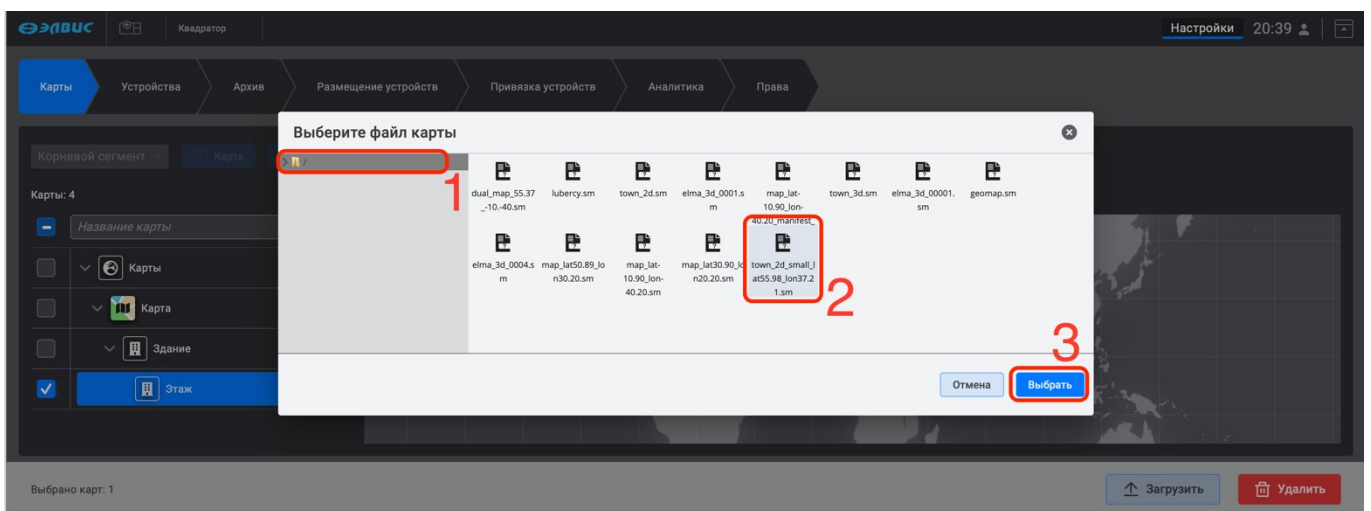 ЭЛВИС Квадратор Настройки 20:39
Карты Устройства Архив Размещение устройств Привязка устройств Аналитика Права
Выберите файл карты
Корневой сегмент Карта
/
1
dual_map_55.37
_-10.-40.sm
lubercy.sm
town_2d.sm
elma_3d_0001.s
m
map_lat-
10.90_lon-
40.20_manifest_
town_3d.sm
elma_3d_00001.
sm
geomap.sm
Карты: 4
Название карты
elma_3d_0004.s
m
map_lat50.89_lo
n30.20.sm
map_lat-
10.90_lon-
40.20.sm
map_lat30.90_lo
n20.20.sm
town_2d_small_l
at55.98_lon37.2
1.sm
2
Карты
Карта
Здание
3
Отмена Выбрать
Этаж
Выбрано карт: 1 Загрузить Удалить